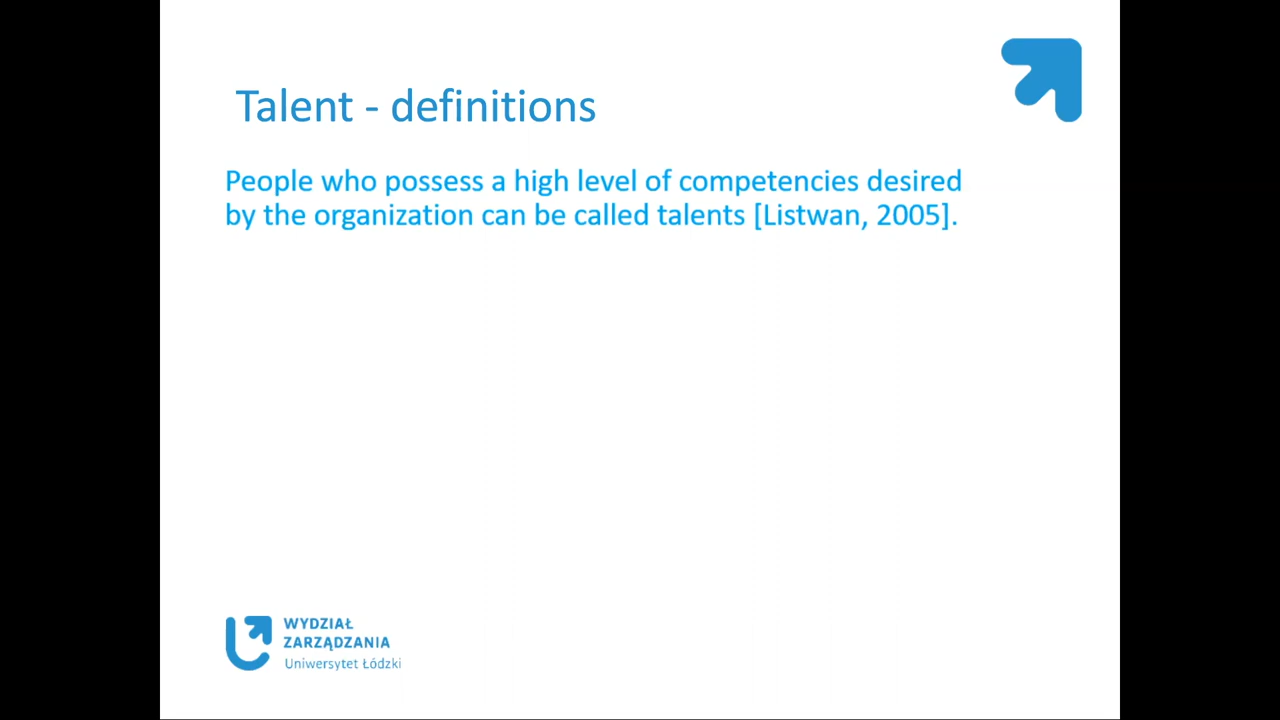 Talent - definitions
People who possess a high level of competencies desired
by the organization can be called talents [Listwan, 2005].
WYDZIAŁ
ZARZĄDZANIA
Uniwersytet Łódzki